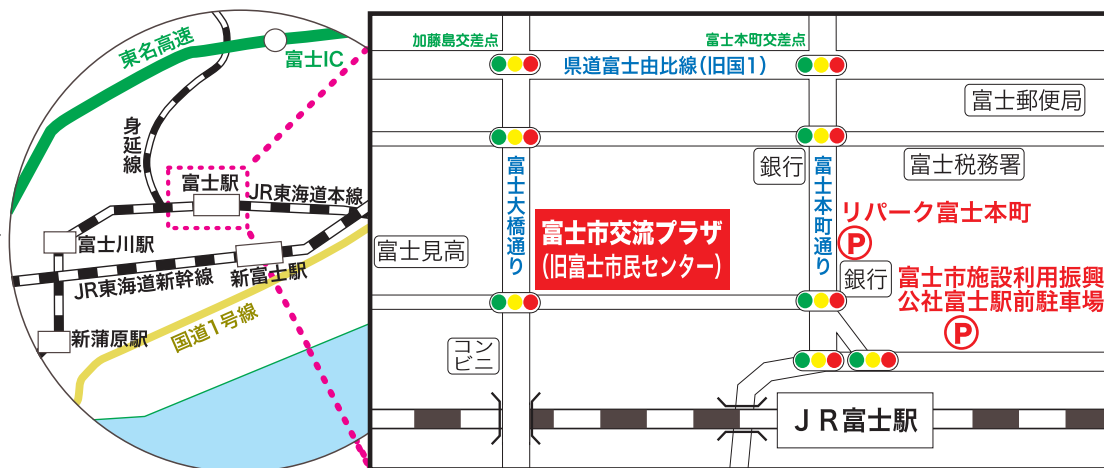 東名高速
富士IC
身延線
富士駅
JR東海道本線
富士川駅
JR東海道新幹線
新富士駅
新蒲原駅
国道1号線
加藤島交差点
富士本町交差点
県道富士由比線(旧国1)
富士郵便局
富士大橋通り
銀行
富士本町通り
富士税務署
富士市交流プラザ
(旧富士市民センター)
リパーク富士本町
P
富士見高
銀行
富士市施設利用振興
公社富士駅前駐車場
P
コン
ビニ
JR富士駅